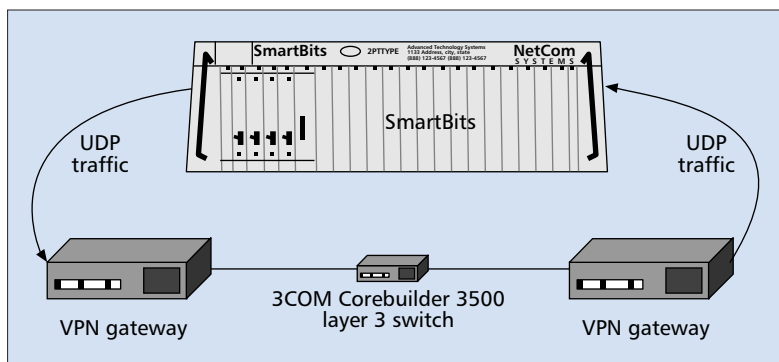 SmartBits 2PTTYPE Advanced Technology Systems NetCom
1133 Address, city, state
(888) 123-4567 (888) 123-4567 SYSTEMS
SmartBits
UDP
traffic
UDP
traffic
3COM Corebuilder 3500
layer 3 switch
VPN gateway
VPN gateway